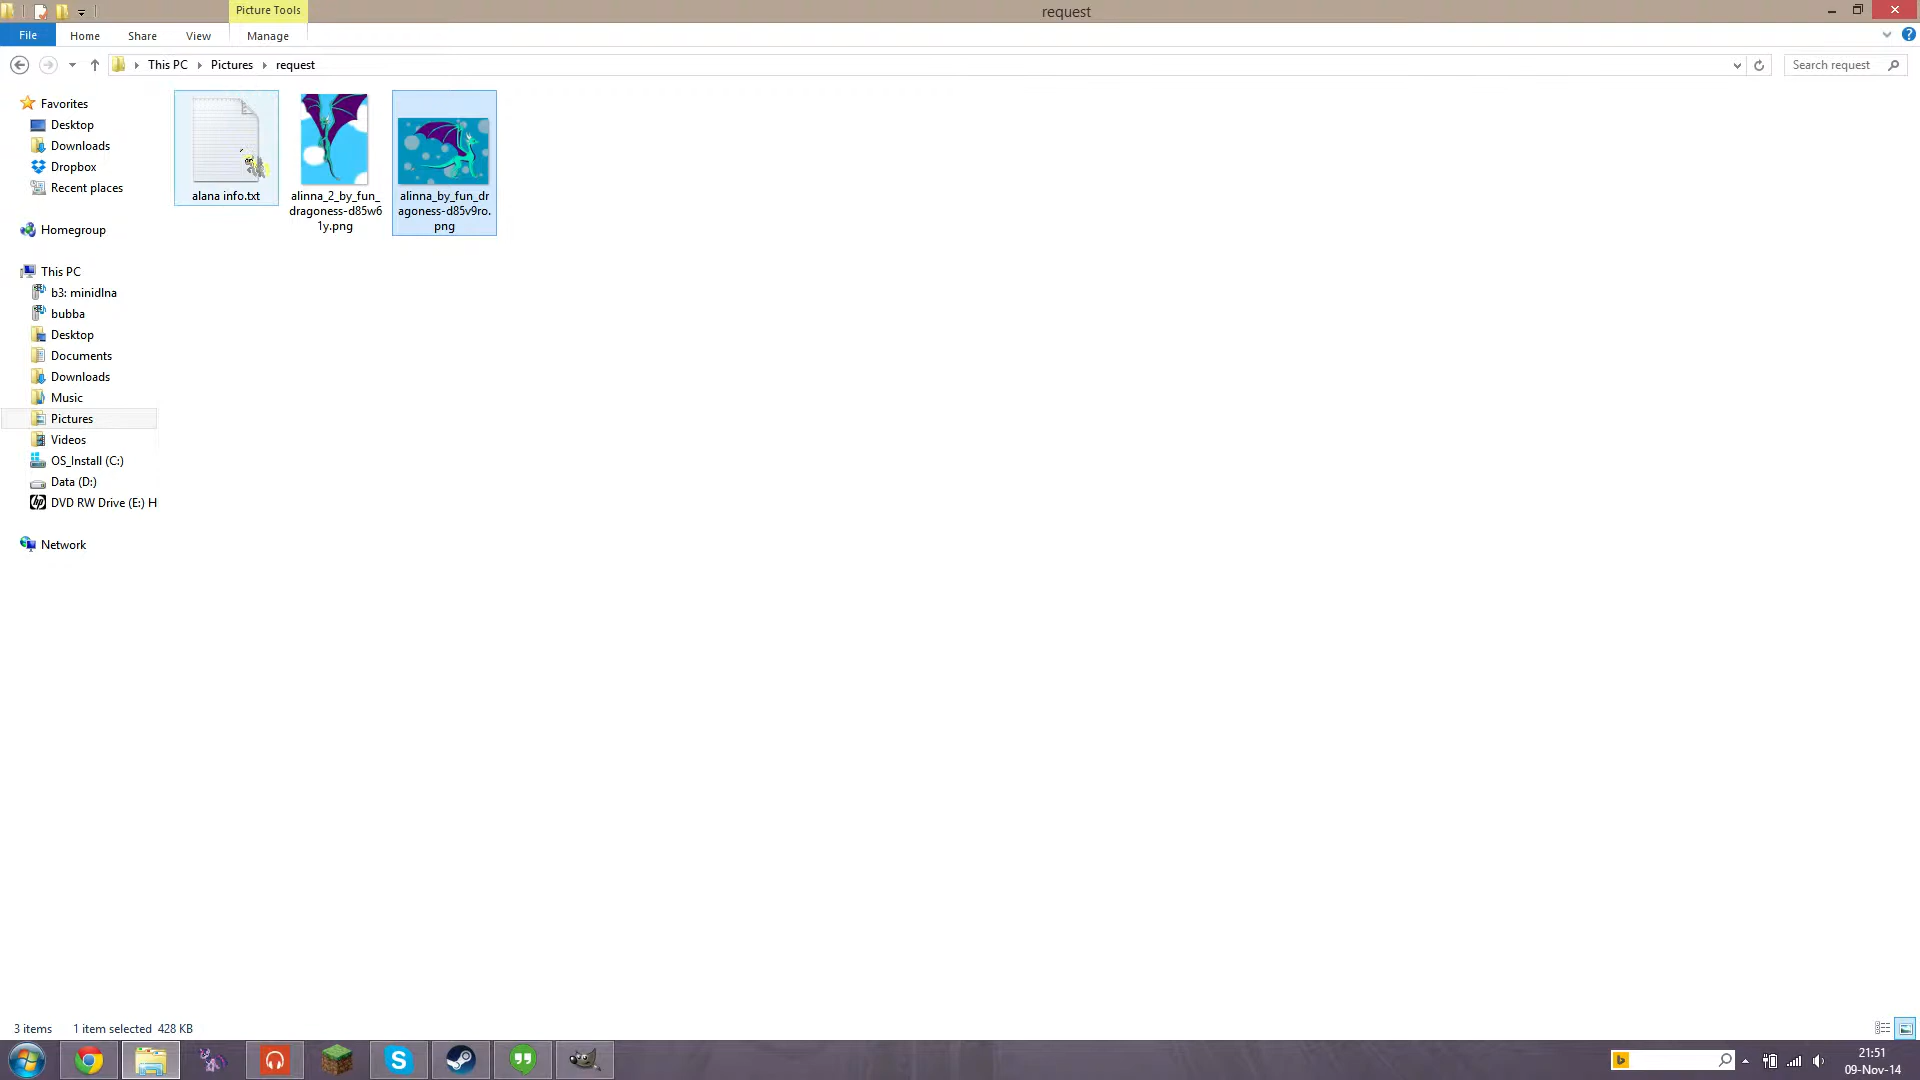 Picture Tools
request
File
Home
Share
View
Manage
This PC
Pictures
request
Search request
Favorites
Desktop
Downloads
Dropbox
Recent places
Homegroup
This PC
b3: minidlna
bubba
Desktop
Documents
Downloads
Music
Pictures
Videos
OS_Install (C:)
Data (D:)
DVD RW Drive (E:) H
Network
alana info.txt
alinna_2_by_fun_
dragoness-d85w6
1y.png
alinna_by_fun_dr
agoness-d85v9ro.
png
3 items
1 item selected 428 KB
21:51
09-Nov-14